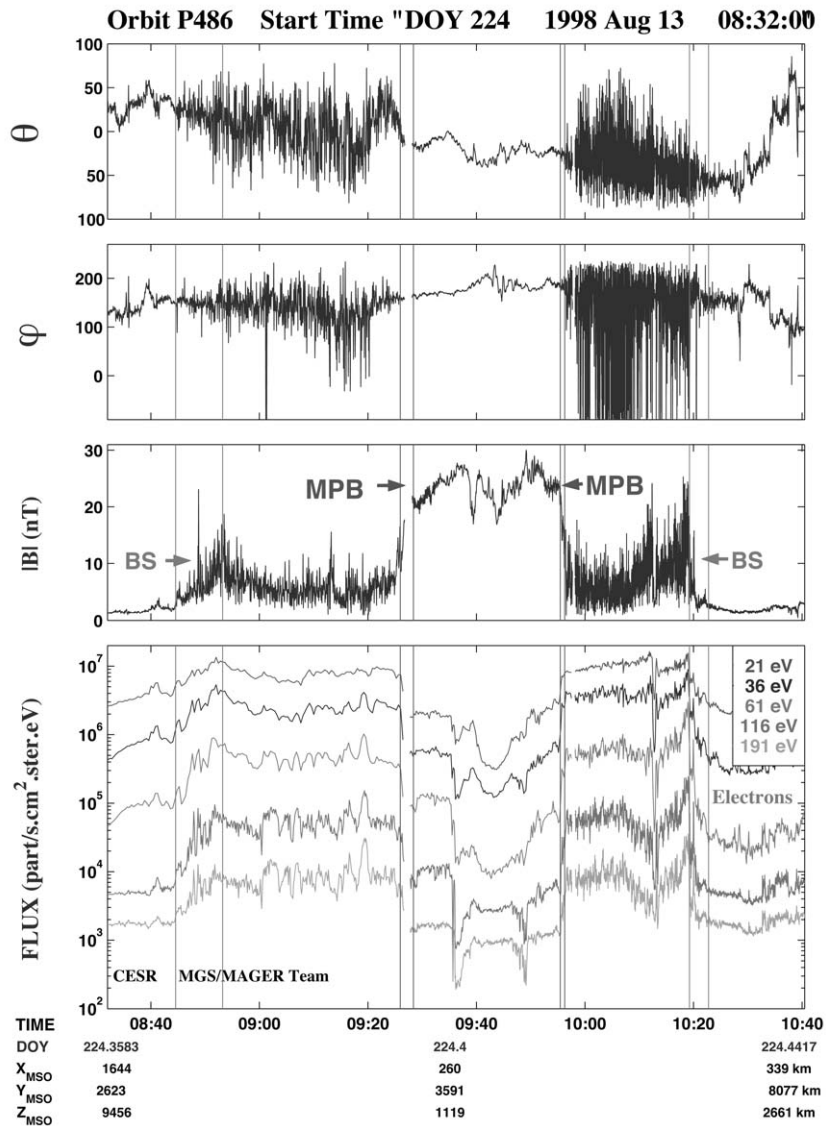 Orbit P486 Start Time "DOY 224 1998 Aug 13 08:32:00"
100
50
θ
0
50
100
200
φ
100
0
30
MPB MPB
20
|B| (nT)
BS BS
10
0
10⁷
21 eV
36 eV
10⁶
61 eV
116 eV
191 eV
FLUX (part/s.cm².ster.eV)
10⁵
Electrons
10⁴
10³
CESR MGS/MAGER Team
10²
TIME 08:40 09:00 09:20 09:40 10:00 10:20 10:40
DOY 224.3583 224.4 224.4417
X_MSO 1644 260 339 km
Y_MSO 2623 3591 8077 km
Z_MSO 9456 1119 2661 km